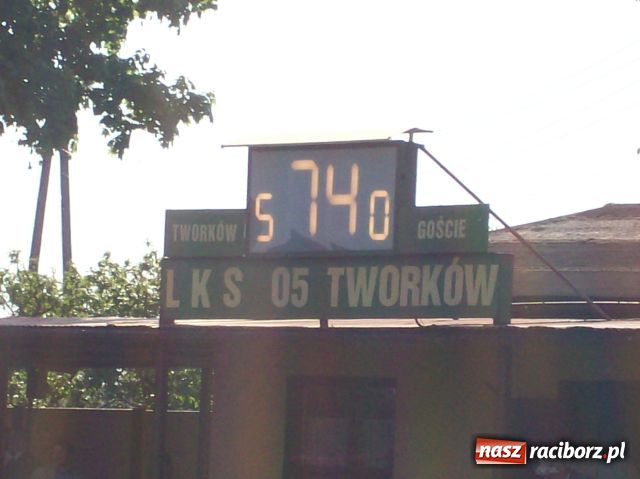 TWORKÓW 5 74 0 GOŚCIE
LKS 05 TWORKÓW
nasz raciborz.pl